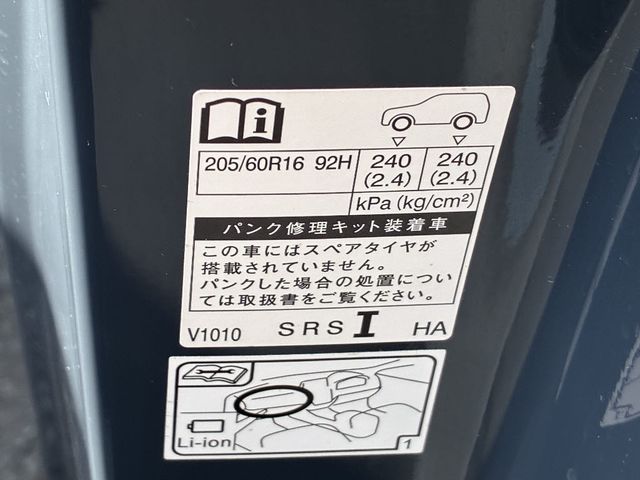 205/60R16 92H 240 (2.4) 240 (2.4)
kPa(kg/cm²)
パンク修理キット装着車
この車にはスペアタイヤが
搭載されていません。
パンクした場合の処置につい
ては取扱書をご覧ください。
V1010 SRS I HA
Li-ion 1